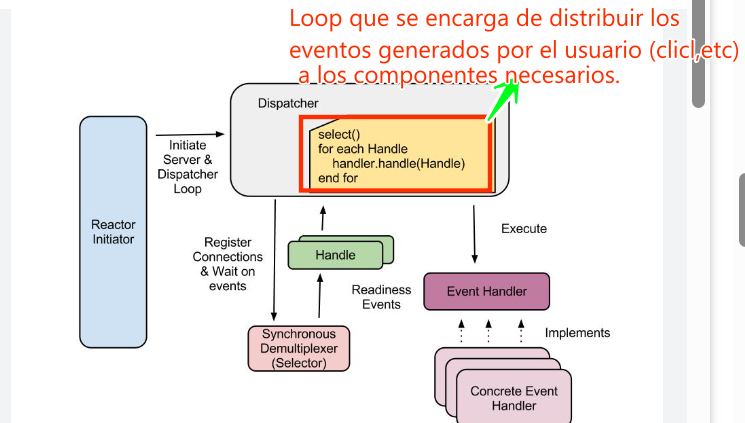 Loop que se encarga de distribuir los
eventos generados por el usuario (clicl,etc)
a los componentes necesarios.
Dispatcher
select()
for each Handle
handler.handle(Handle)
end for
Initiate
Server &
Dispatcher
Loop
Reactor
Initiator
Register
Connections
& Wait on
events
Handle
Execute
Readiness
Events
Event Handler
Synchronous
Demultiplexer
(Selector)
Implements
Concrete Event
Handler